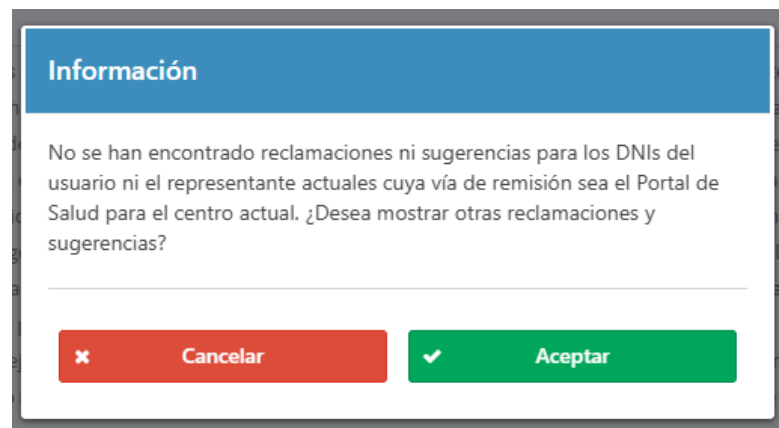 Información
No se han encontrado reclamaciones ni sugerencias para los DNIs del
usuario ni el representante actuales cuya vía de remisión sea el Portal de
Salud para el centro actual. ¿Desea mostrar otras reclamaciones y
sugerencias?
Cancelar
Aceptar